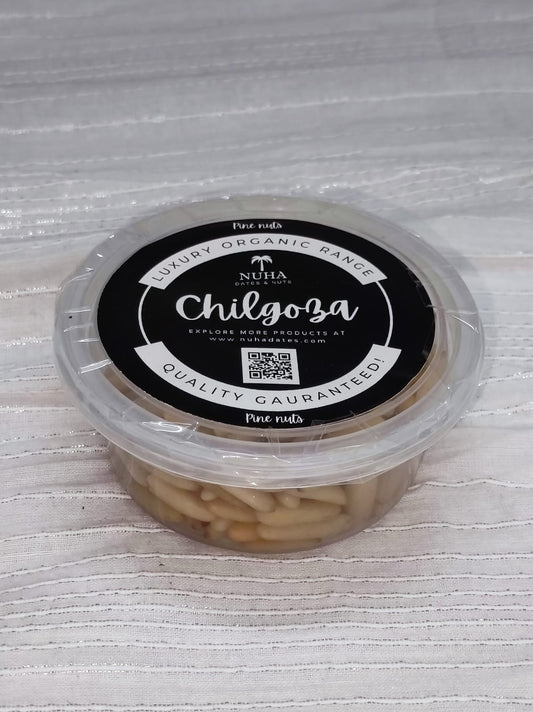 Pine nuts
LUXURY ORGANIC RANGE
NUHA
DATES & NUTS
Chilgoza
EXPLORE MORE PRODUCTS AT
www.nuhadates.com
QUALITY GAURANTEED!
Pine nuts